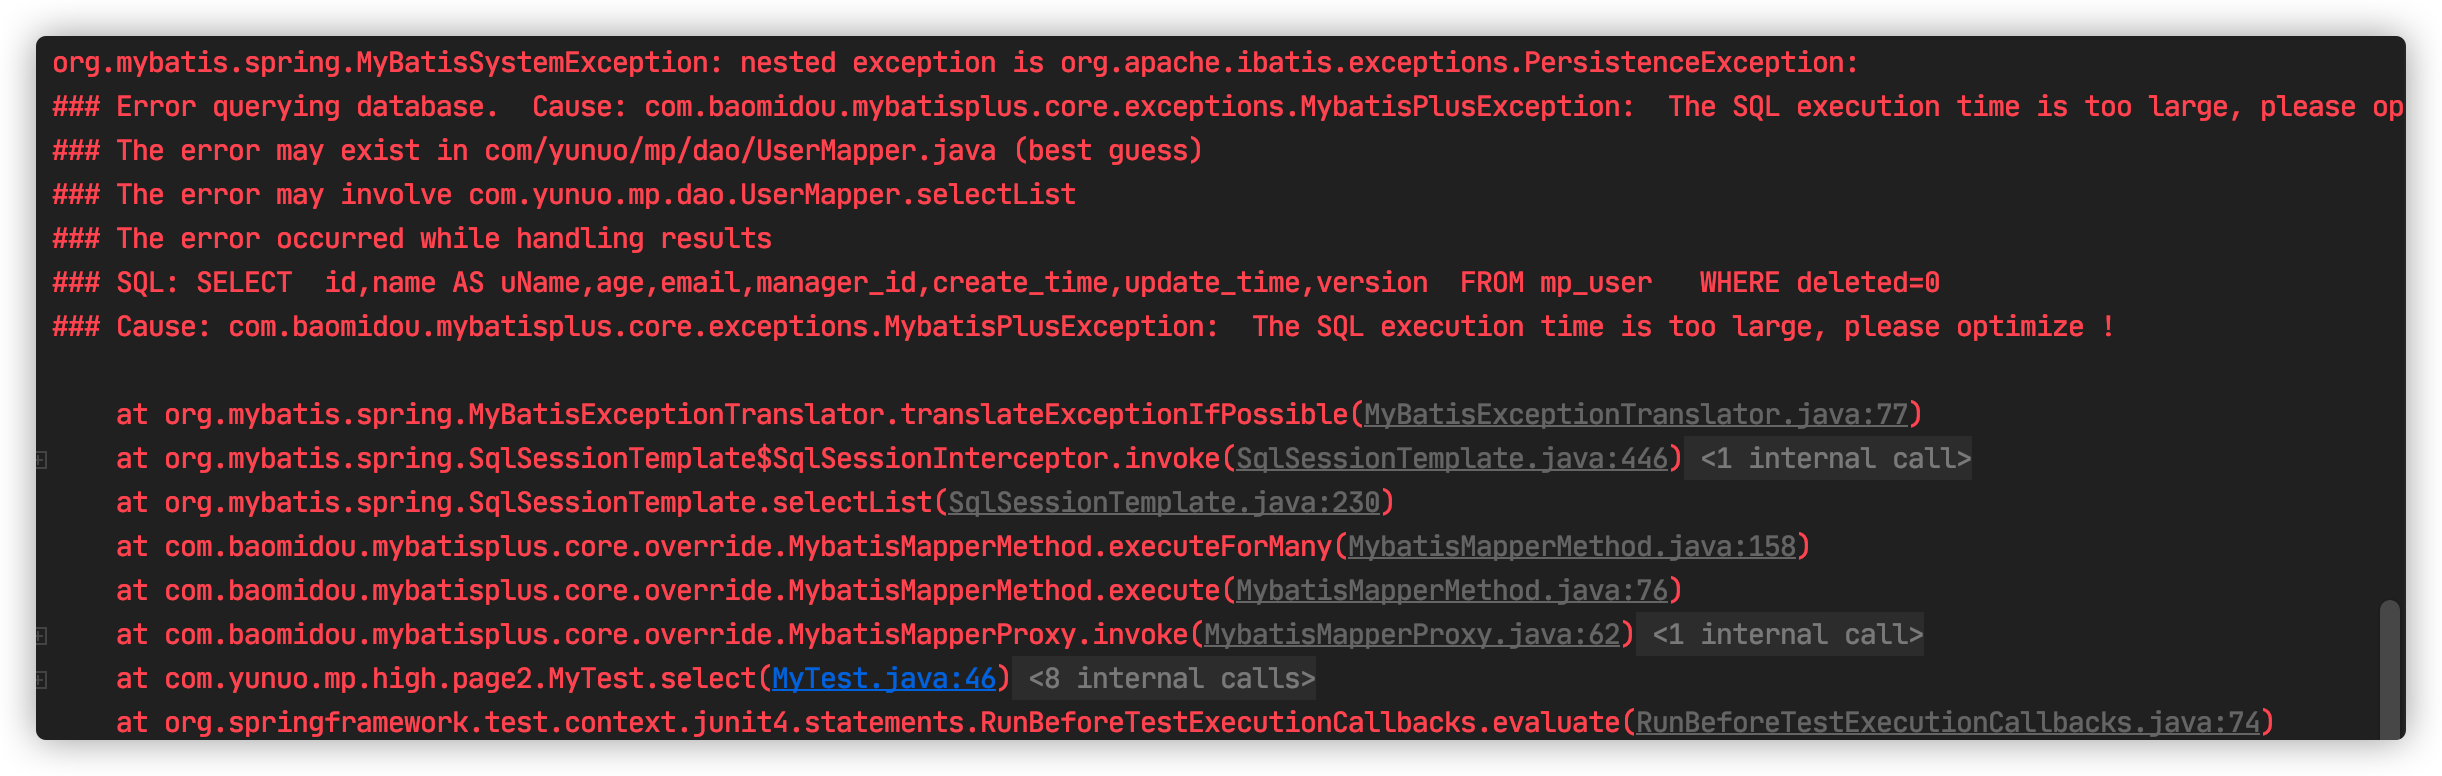 org.mybatis.spring.MyBatisSystemException: nested exception is org.apache.ibatis.exceptions.PersistenceException:
### Error querying database.  Cause: com.baomidou.mybatisplus.core.exceptions.MybatisPlusException:  The SQL execution time is too large, please op
### The error may exist in com/yunuo/mp/dao/UserMapper.java (best guess)
### The error may involve com.yunuo.mp.dao.UserMapper.selectList
### The error occurred while handling results
### SQL: SELECT  id,name AS uName,age,email,manager_id,create_time,update_time,version  FROM mp_user   WHERE deleted=0
### Cause: com.baomidou.mybatisplus.core.exceptions.MybatisPlusException:  The SQL execution time is too large, please optimize !
at org.mybatis.spring.MyBatisExceptionTranslator.translateExceptionIfPossible(MyBatisExceptionTranslator.java:77)
at org.mybatis.spring.SqlSessionTemplate$SqlSessionInterceptor.invoke(SqlSessionTemplate.java:446) <1 internal call>
at org.mybatis.spring.SqlSessionTemplate.selectList(SqlSessionTemplate.java:230)
at com.baomidou.mybatisplus.core.override.MybatisMapperMethod.executeForMany(MybatisMapperMethod.java:158)
at com.baomidou.mybatisplus.core.override.MybatisMapperMethod.execute(MybatisMapperMethod.java:76)
at com.baomidou.mybatisplus.core.override.MybatisMapperProxy.invoke(MybatisMapperProxy.java:62) <1 internal call>
at com.yunuo.mp.high.page2.MyTest.select(MyTest.java:46) <8 internal calls>
at org.springframework.test.context.junit4.statements.RunBeforeTestExecutionCallbacks.evaluate(RunBeforeTestExecutionCallbacks.java:74)